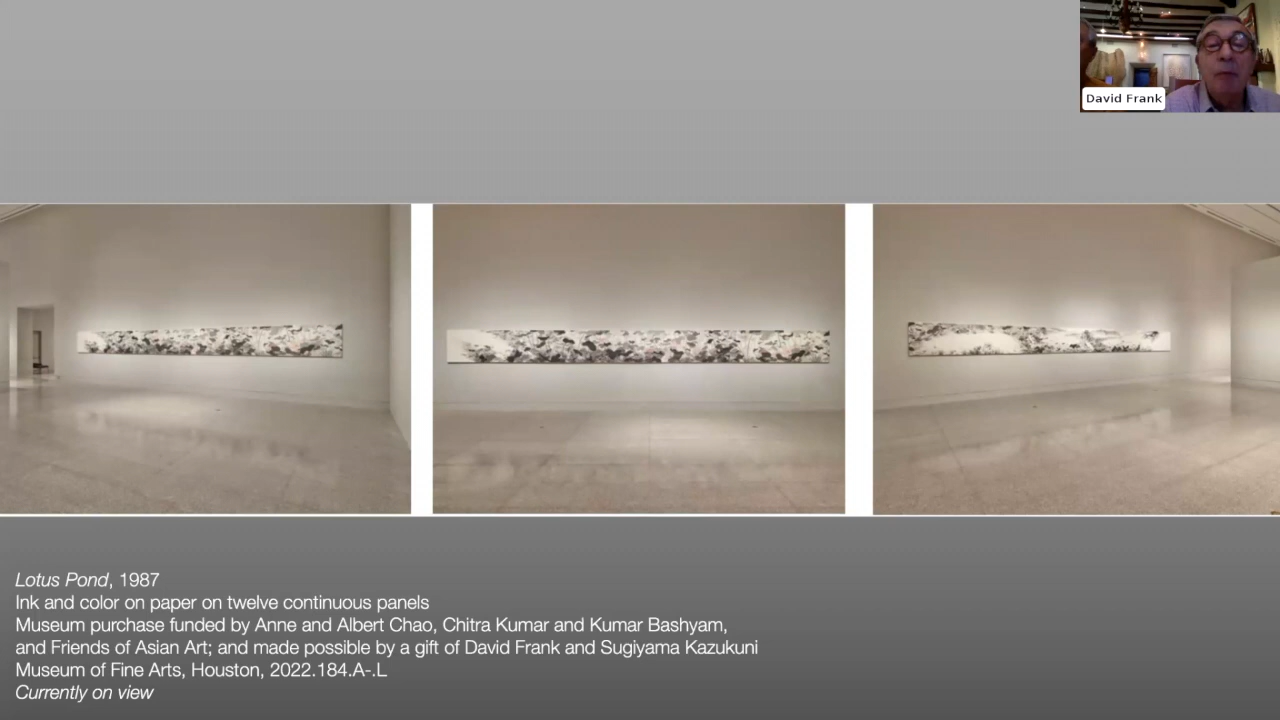 David Frank
Lotus Pond, 1987
Ink and color on paper on twelve continuous panels
Museum purchase funded by Anne and Albert Chao, Chitra Kumar and Kumar Bashyam,
and Friends of Asian Art; and made possible by a gift of David Frank and Sugiyama Kazukuni
Museum of Fine Arts, Houston, 2022.184.A-.L
Currently on view